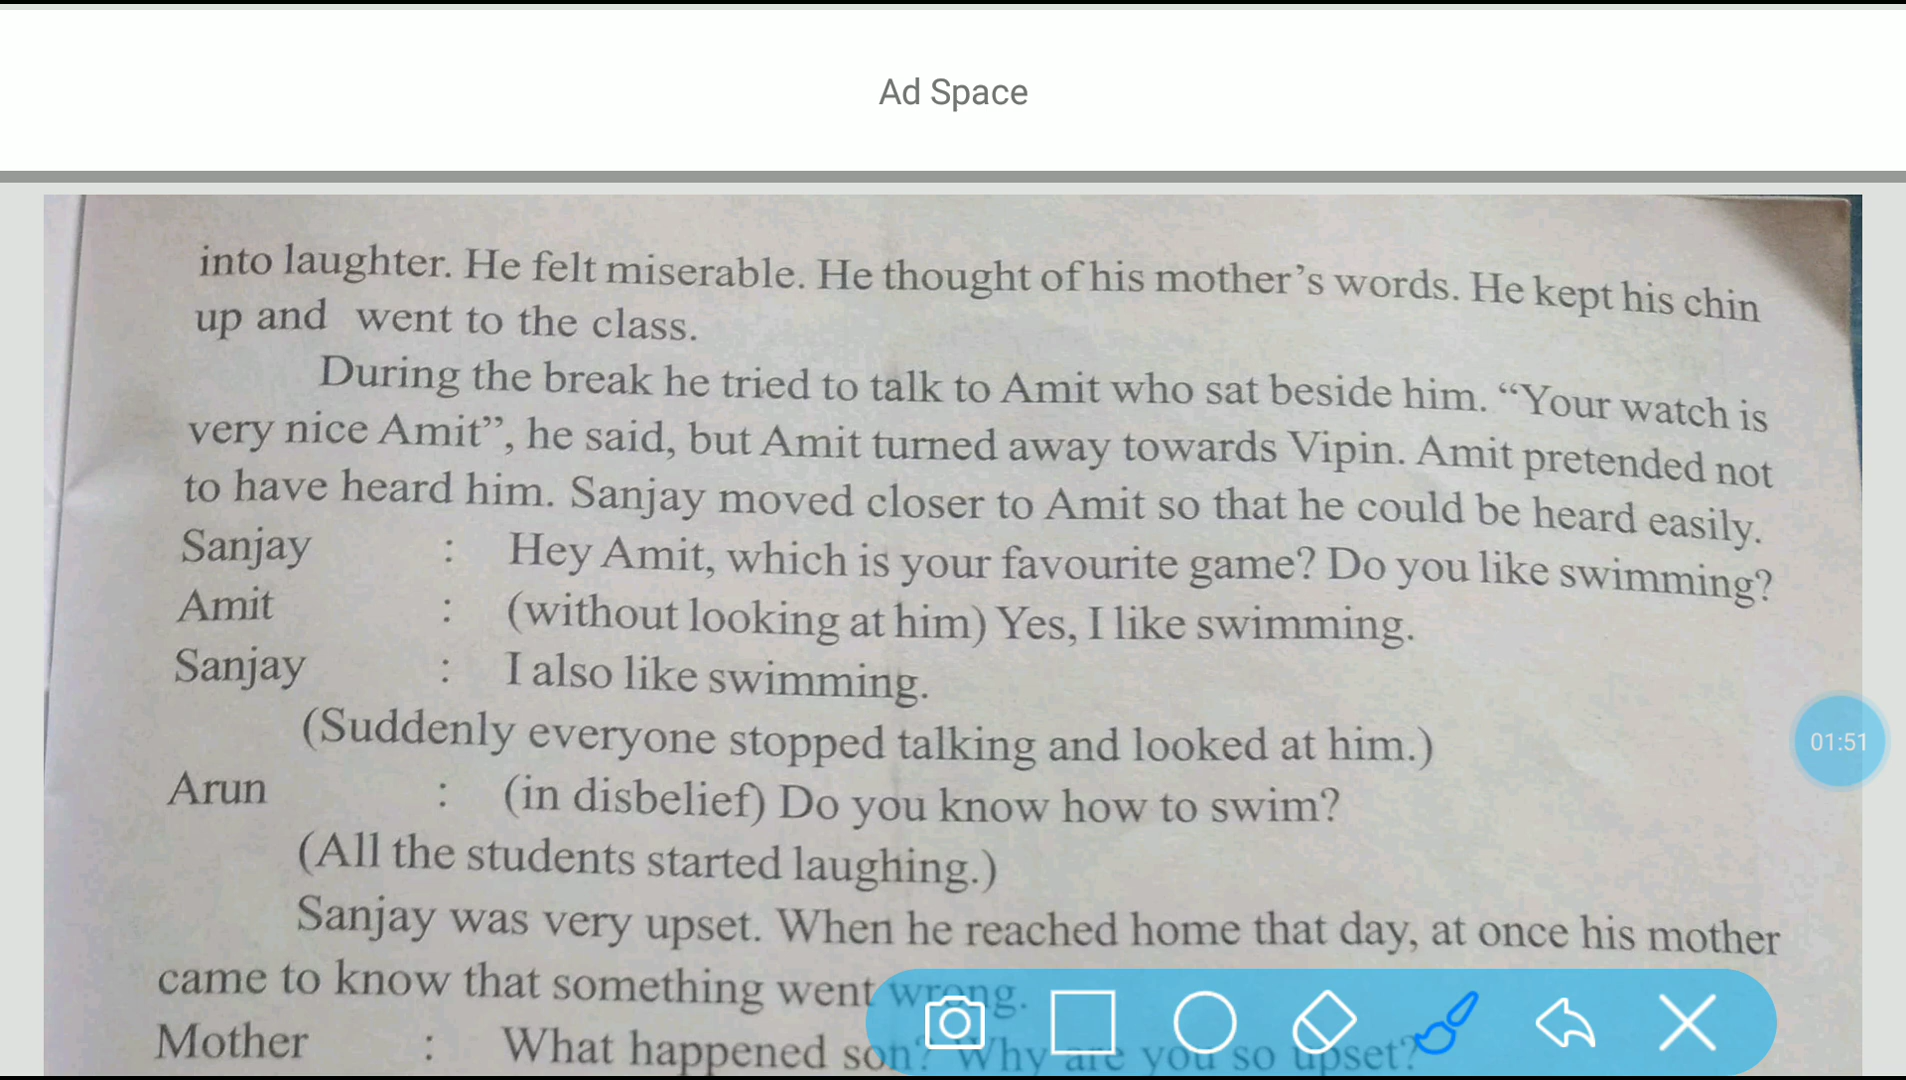 Ad Space
into laughter. He felt miserable. He thought of his mother's words. He kept his chin
up and went to the class.
During the break he tried to talk to Amit who sat beside him. “Your watch is
very nice Amit”, he said, but Amit turned away towards Vipin. Amit pretended not
to have heard him. Sanjay moved closer to Amit so that he could be heard easily.
Sanjay : Hey Amit, which is your favourite game? Do you like swimming?
Amit : (without looking at him) Yes, I like swimming.
Sanjay : I also like swimming.
(Suddenly everyone stopped talking and looked at him.)
01:51
Arun : (in disbelief) Do you know how to swim?
(All the students started laughing.)
Sanjay was very upset. When he reached home that day, at once his mother
came to know that something went wrong.
Mother : What happened son? Why are you so upset?